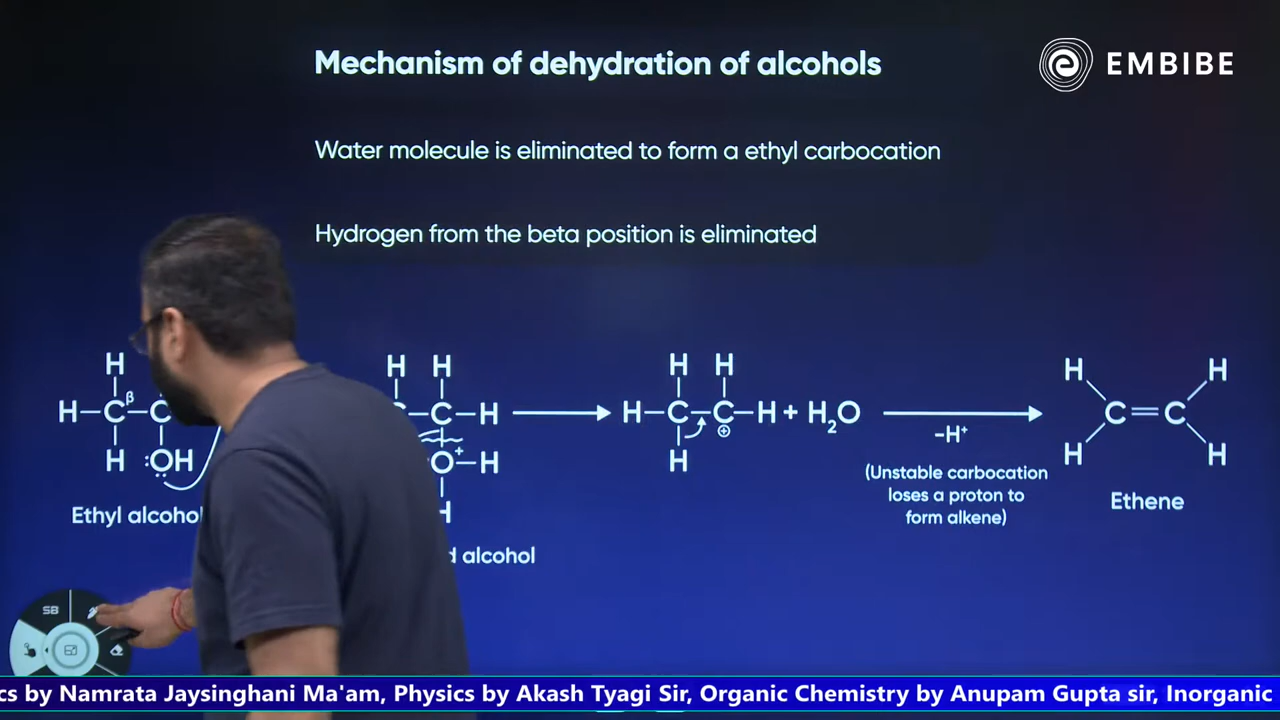 Mechanism of dehydration of alcohols
EMBIBE
Water molecule is eliminated to form a ethyl carbocation
Hydrogen from the beta position is eliminated
H H H H H H H
H–C^β–C C–H H–C–C–H + H₂O C=C
⊕ –H⁺
H :ÖH O⁺–H H H H
(Unstable carbocation
loses a proton to
form alkene)
H
Ethyl alcohol
Ethene
alcohol
SB
by Namrata Jaysinghani Ma'am, Physics by Akash Tyagi Sir, Organic Chemistry by Anupam Gupta sir, Inorganic